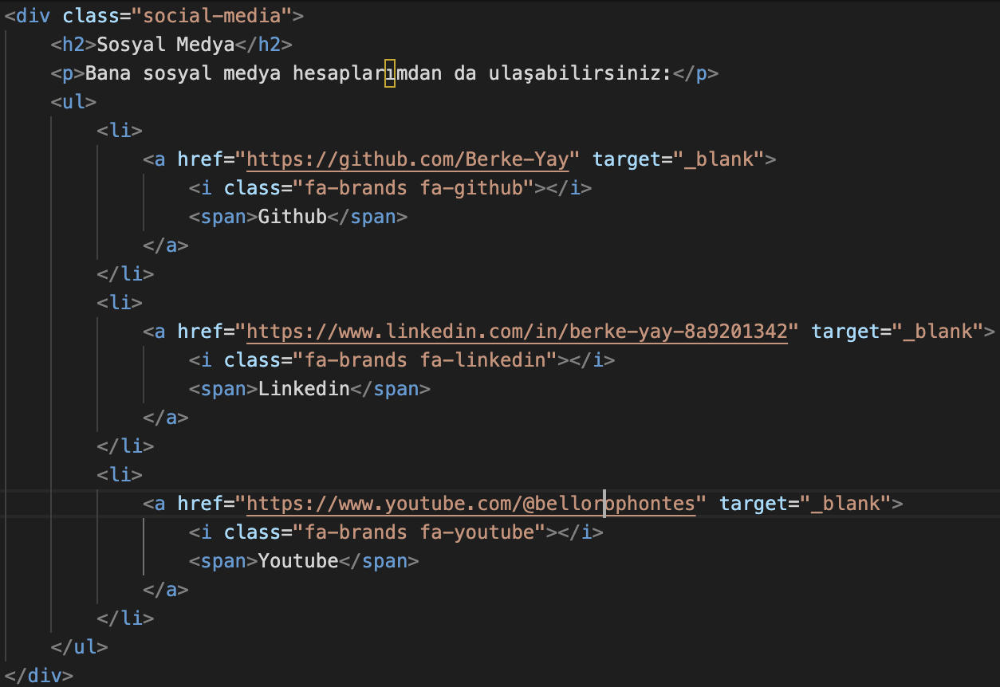 <div class="social-media">
    <h2>Sosyal Medya</h2>
    <p>Bana sosyal medya hesaplarımdan da ulaşabilirsiniz:</p>
    <ul>
        <li>
            <a href="https://github.com/Berke-Yay" target="_blank">
                <i class="fa-brands fa-github"></i>
                <span>Github</span>
            </a>
        </li>
        <li>
            <a href="https://www.linkedin.com/in/berke-yay-8a9201342" target="_blank">
                <i class="fa-brands fa-linkedin"></i>
                <span>Linkedin</span>
            </a>
        </li>
        <li>
            <a href="https://www.youtube.com/@bellorophontes" target="_blank">
                <i class="fa-brands fa-youtube"></i>
                <span>Youtube</span>
            </a>
        </li>
    </ul>
</div>